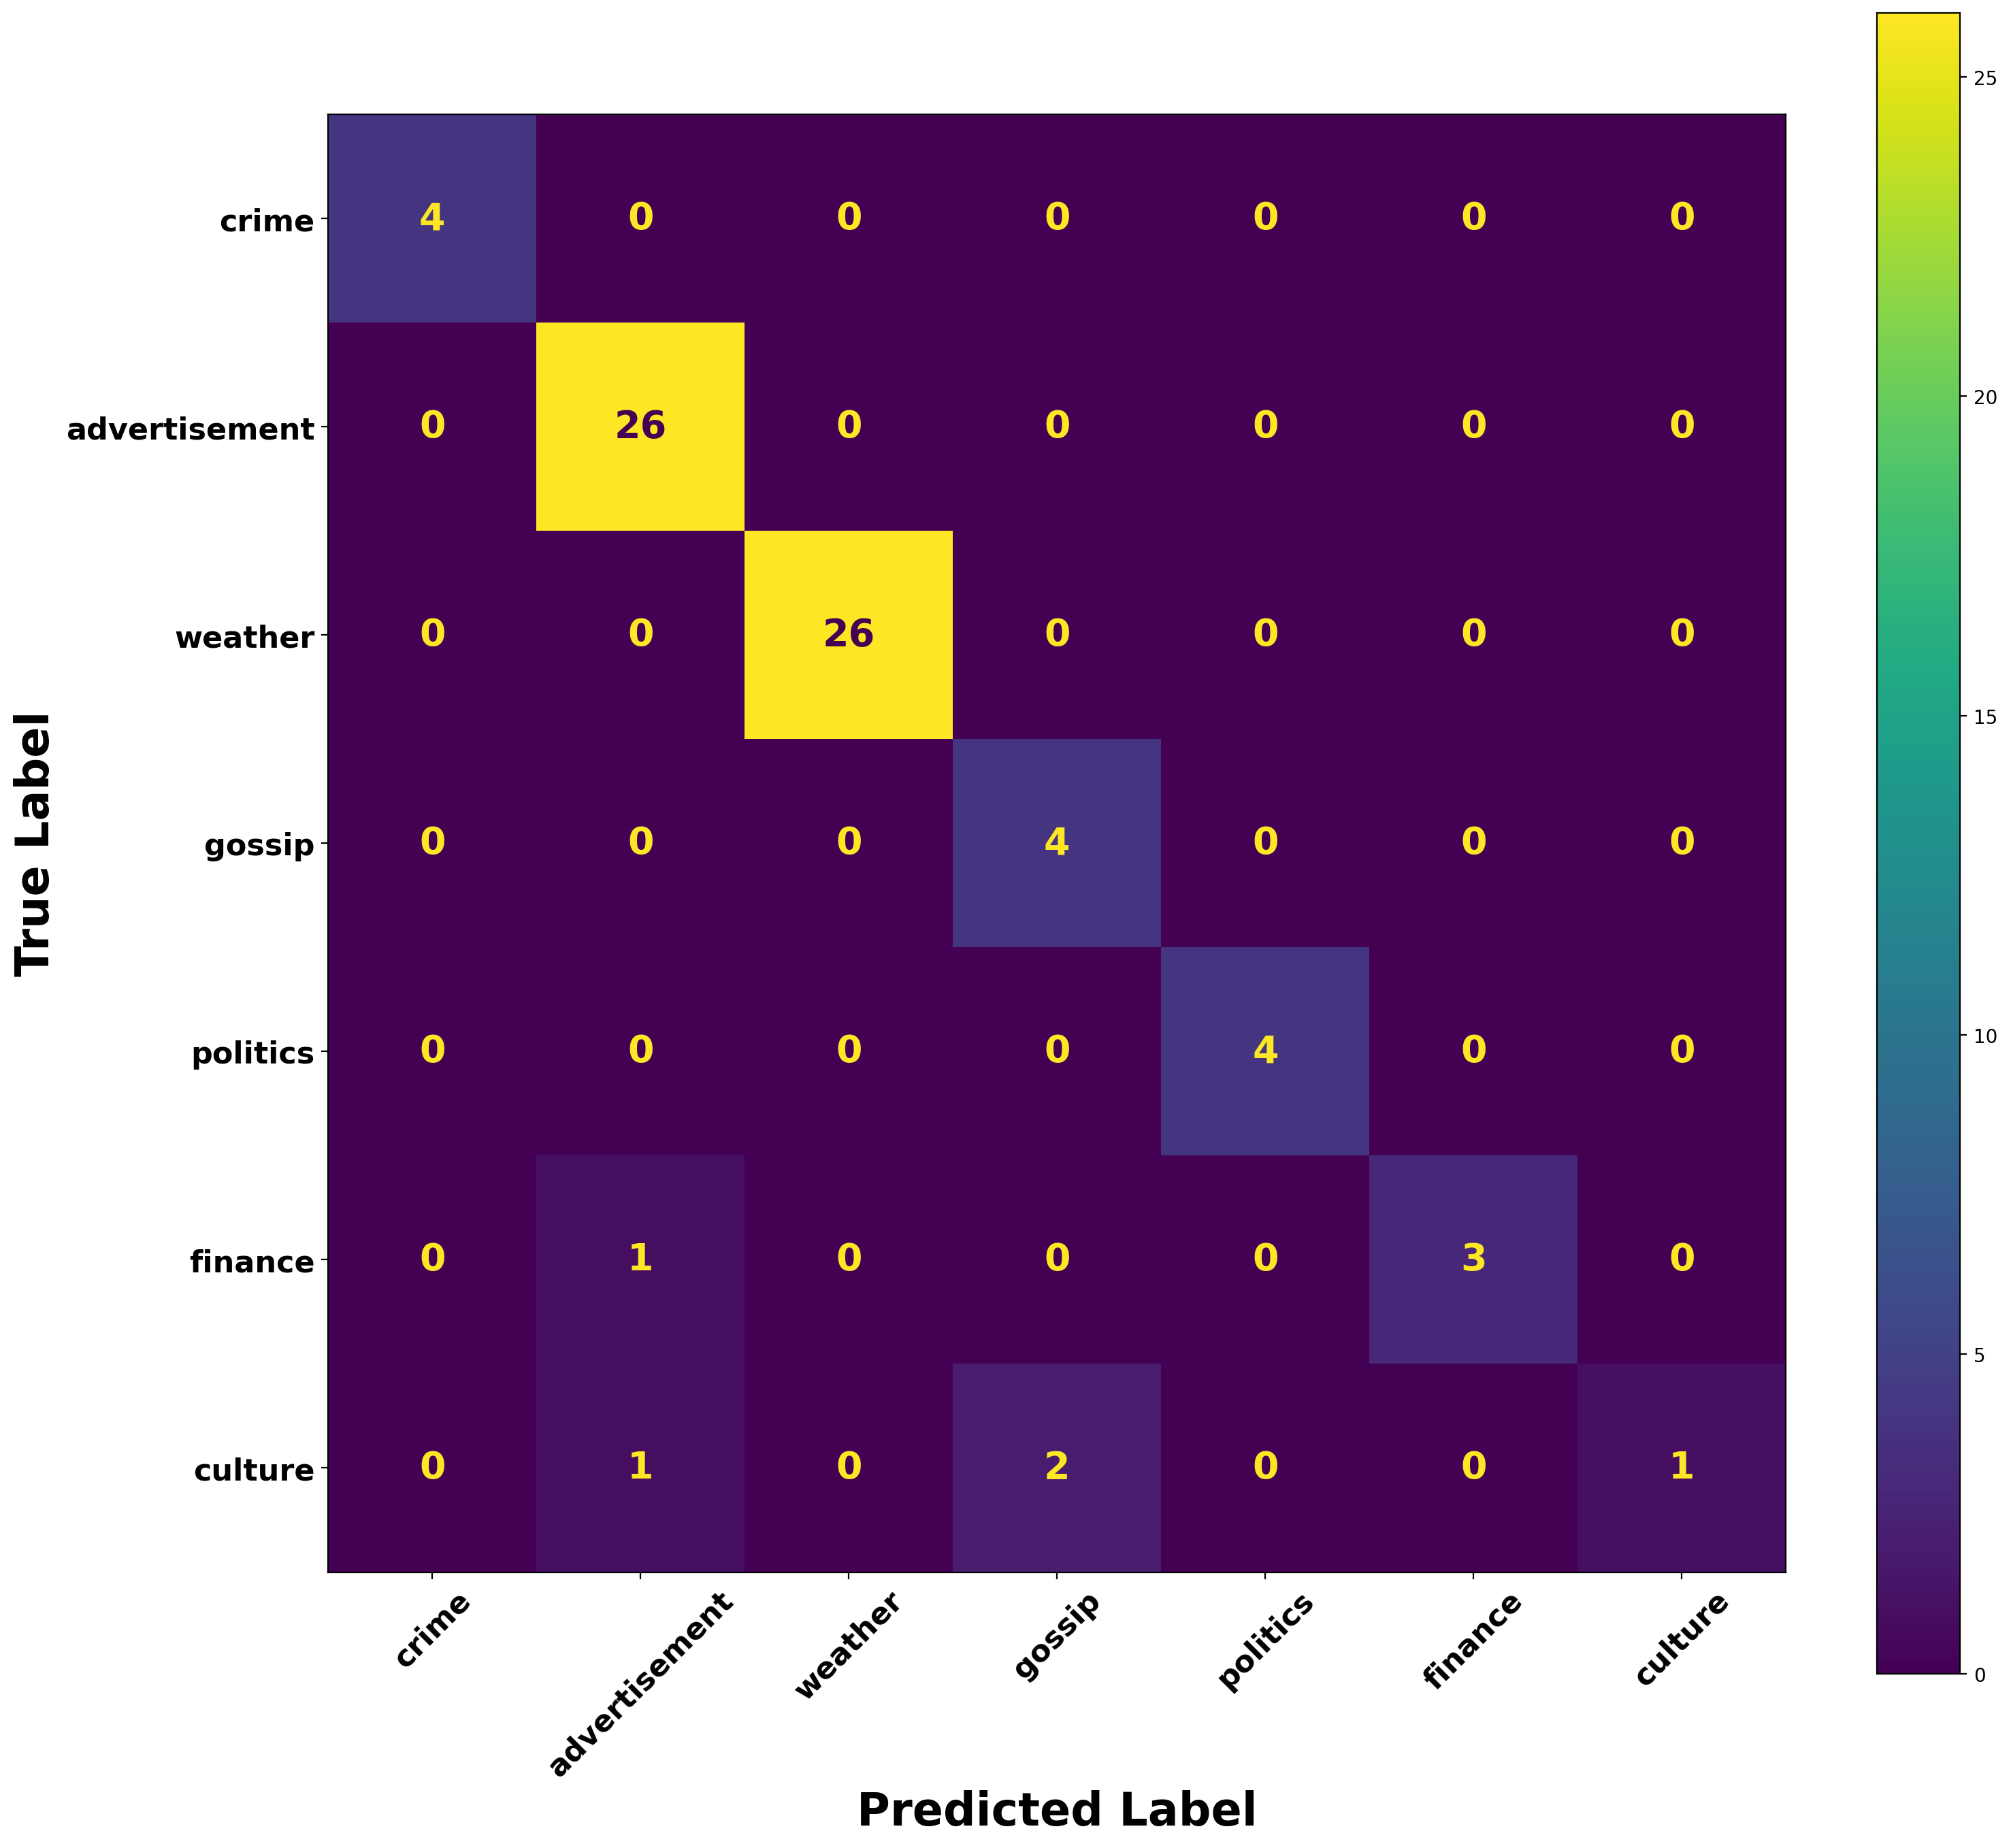 crime 4 0 0 0 0 0 0
advertisement 0 26 0 0 0 0 0
weather 0 0 26 0 0 0 0
gossip 0 0 0 4 0 0 0
politics 0 0 0 0 4 0 0
finance 0 1 0 0 0 3 0
culture 0 1 0 2 0 0 1
crime advertisement weather gossip politics finance culture
Predicted Label
True Label
25
20
15
10
5
0